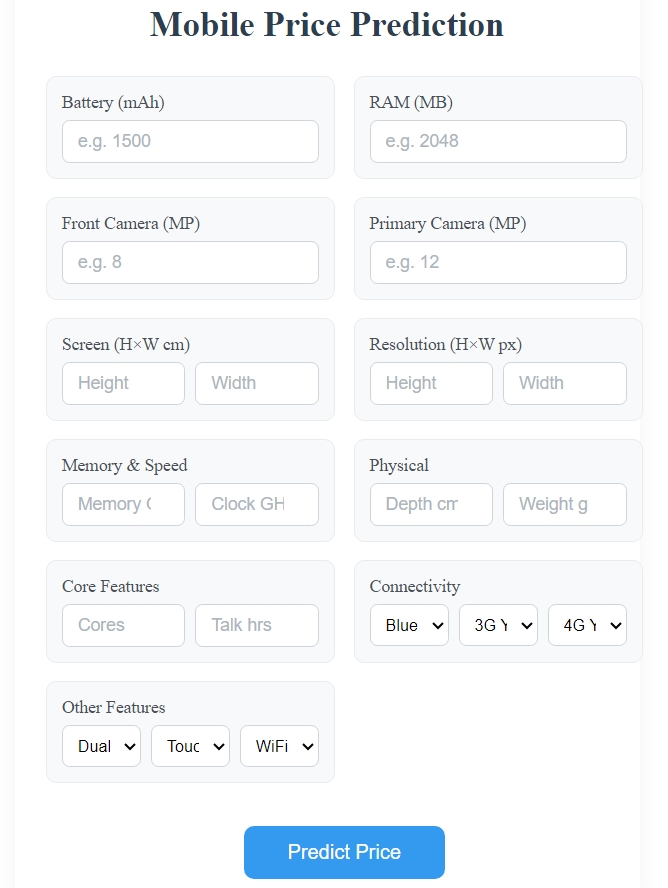 Mobile Price Prediction
Battery (mAh) RAM (MB)
e.g. 1500 e.g. 2048
Front Camera (MP) Primary Camera (MP)
e.g. 8 e.g. 12
Screen (H×W cm) Resolution (H×W px)
Height Width Height Width
Memory & Speed Physical
Memory Clock GH Depth cm Weight g
Core Features Connectivity
Cores Talk hrs Blue 3G Y 4G Y
Other Features
Dual Touc WiFi
Predict Price